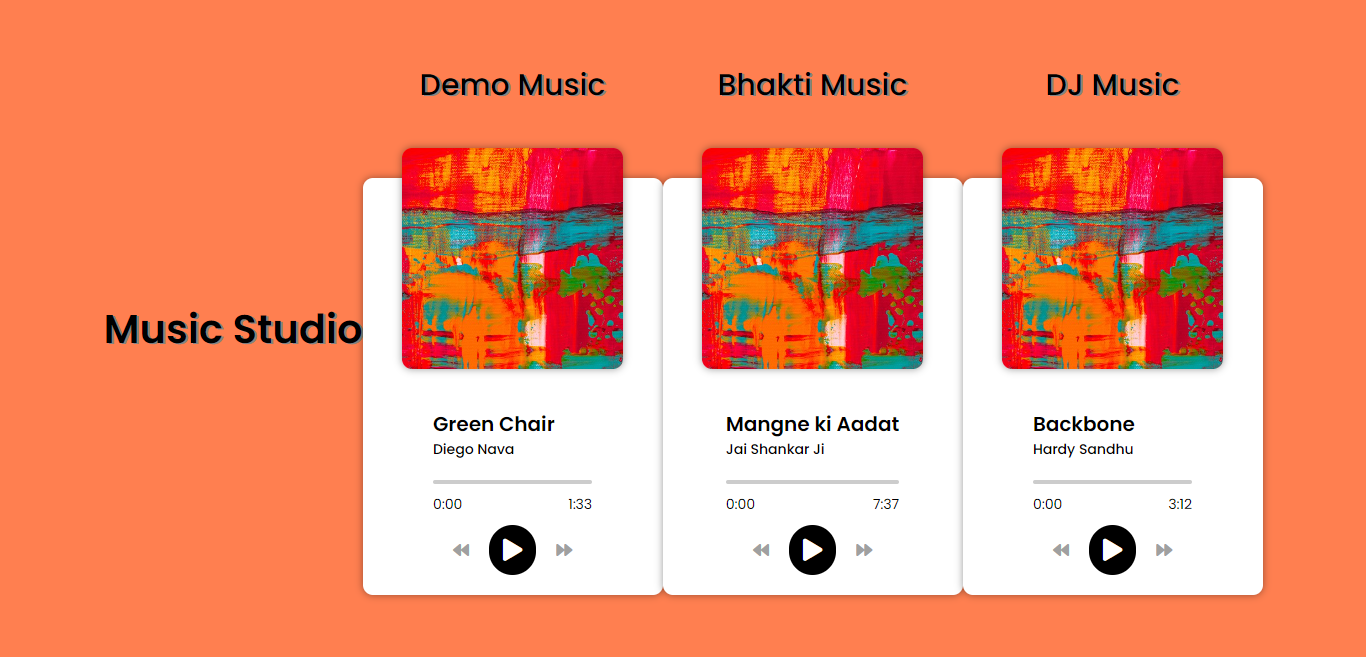 Music Studio
Demo Music
Green Chair
Diego Nava
0:00 1:33
Bhakti Music
Mangne ki Aadat
Jai Shankar Ji
0:00 7:37
DJ Music
Backbone
Hardy Sandhu
0:00 3:12